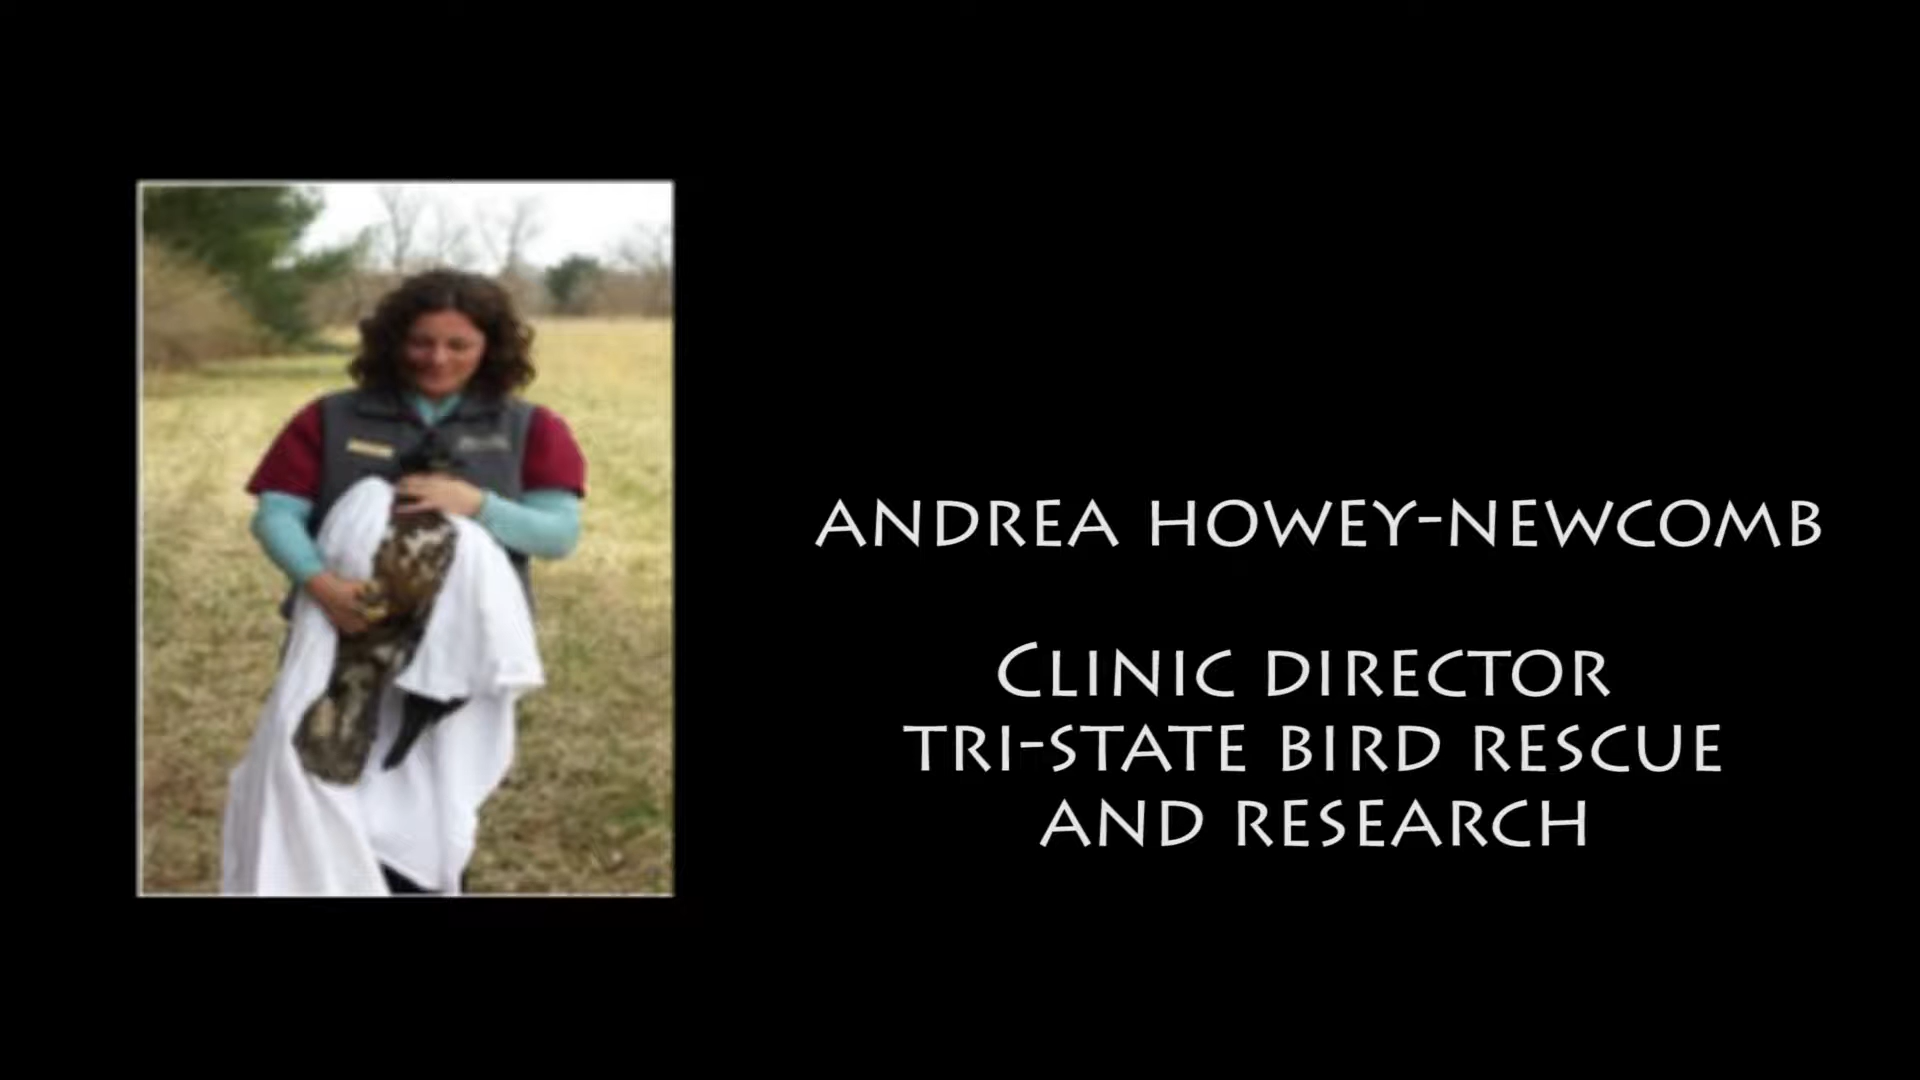 ANDREA HOWEY-NEWCOMB
CLINIC DIRECTOR
TRI-STATE BIRD RESCUE
AND RESEARCH